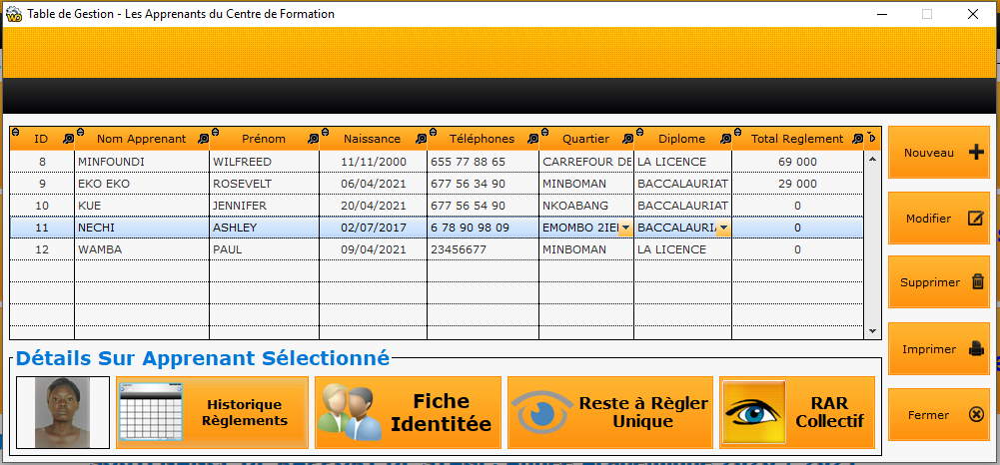 Table de Gestion - Les Apprenants du Centre de Formation
ID Nom Apprenant Prénom Naissance Téléphones Quartier Diplome Total Reglement
8 MINFOUNDI WILFREED 11/11/2000 655 77 88 65 CARREFOUR DE LA LICENCE 69 000
9 EKO EKO ROSEVELT 06/04/2021 677 56 34 90 MINBOMAN BACCALAURIAT 29 000
10 KUE JENNIFER 20/04/2021 677 56 54 90 NKOABANG BACCALAURIAT 0
11 NECHI ASHLEY 02/07/2017 6 78 90 98 09 EMOMBO 2IE BACCALAURIA 0
12 WAMBA PAUL 09/04/2021 23456677 MINBOMAN LA LICENCE 0
Nouveau
Modifier
Supprimer
Imprimer
Fermer
Détails Sur Apprenant Sélectionné
Historique
Règlements
Fiche
Identitée
Reste à Règler
Unique
RAR
Collectif